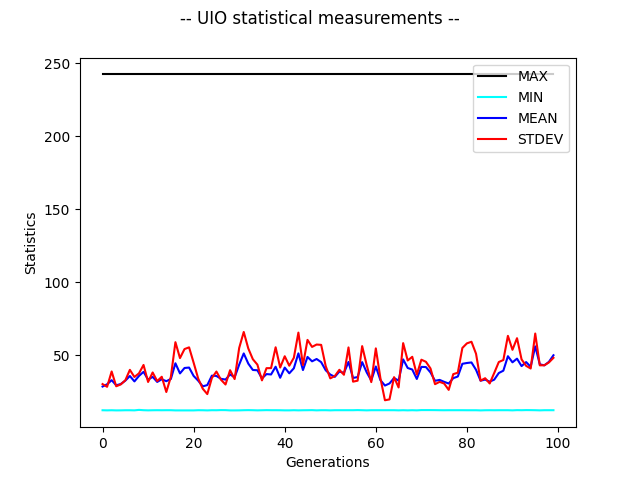 -- UIO statistical measurements --
250
200
150
100
50
Statistics
MAX
MIN
MEAN
STDEV
0 20 40 60 80 100
Generations